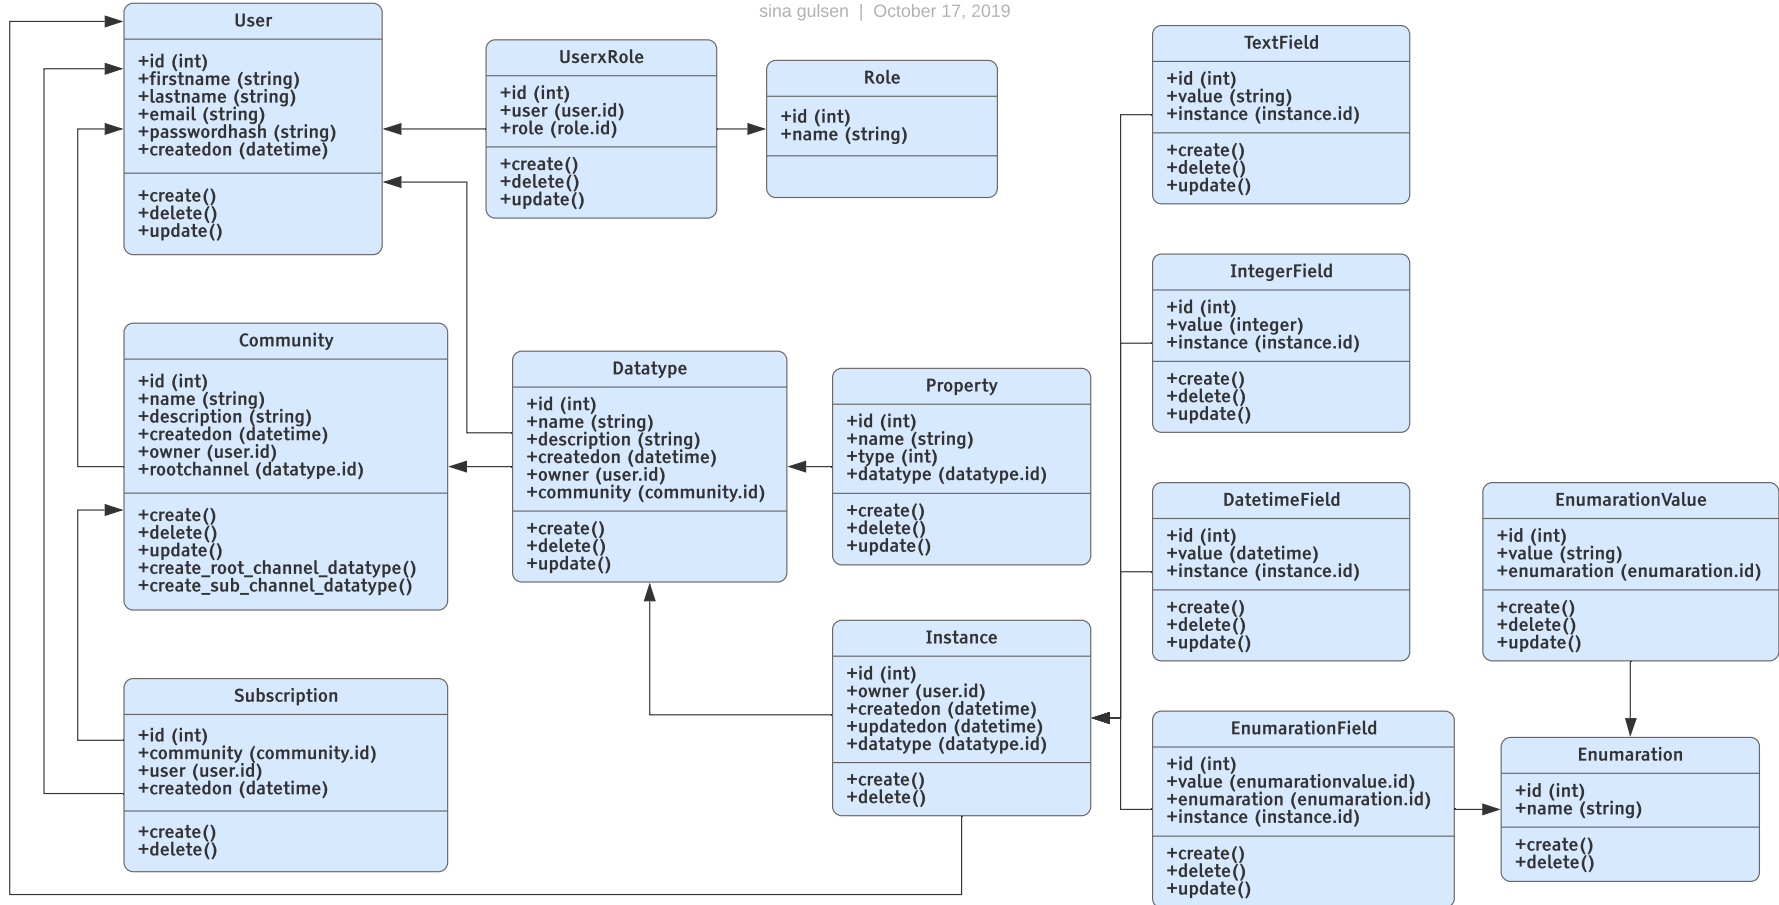 sina gulsen | October 17, 2019
User
+id (int)
+firstname (string)
+lastname (string)
+email (string)
+passwordhash (string)
+createdon (datetime)
+create()
+delete()
+update()
UserxRole
+id (int)
+user (user.id)
+role (role.id)
+create()
+delete()
+update()
Role
+id (int)
+name (string)
TextField
+id (int)
+value (string)
+instance (instance.id)
+create()
+delete()
+update()
IntegerField
+id (int)
+value (integer)
+instance (instance.id)
+create()
+delete()
+update()
Community
+id (int)
+name (string)
+description (string)
+createdon (datetime)
+owner (user.id)
+rootchannel (datatype.id)
+create()
+delete()
+update()
+create_root_channel_datatype()
+create_sub_channel_datatype()
Datatype
+id (int)
+name (string)
+description (string)
+createdon (datetime)
+owner (user.id)
+community (community.id)
+create()
+delete()
+update()
Property
+id (int)
+name (string)
+type (int)
+datatype (datatype.id)
+create()
+delete()
+update()
DatetimeField
+id (int)
+value (datetime)
+instance (instance.id)
+create()
+delete()
+update()
EnumarationValue
+id (int)
+value (string)
+enumaration (enumaration.id)
+create()
+delete()
+update()
Subscription
+id (int)
+community (community.id)
+user (user.id)
+createdon (datetime)
+create()
+delete()
Instance
+id (int)
+owner (user.id)
+createdon (datetime)
+updatedon (datetime)
+datatype (datatype.id)
+create()
+delete()
EnumarationField
+id (int)
+value (enumarationvalue.id)
+enumaration (enumaration.id)
+instance (instance.id)
+create()
+delete()
+update()
Enumaration
+id (int)
+name (string)
+create()
+delete()